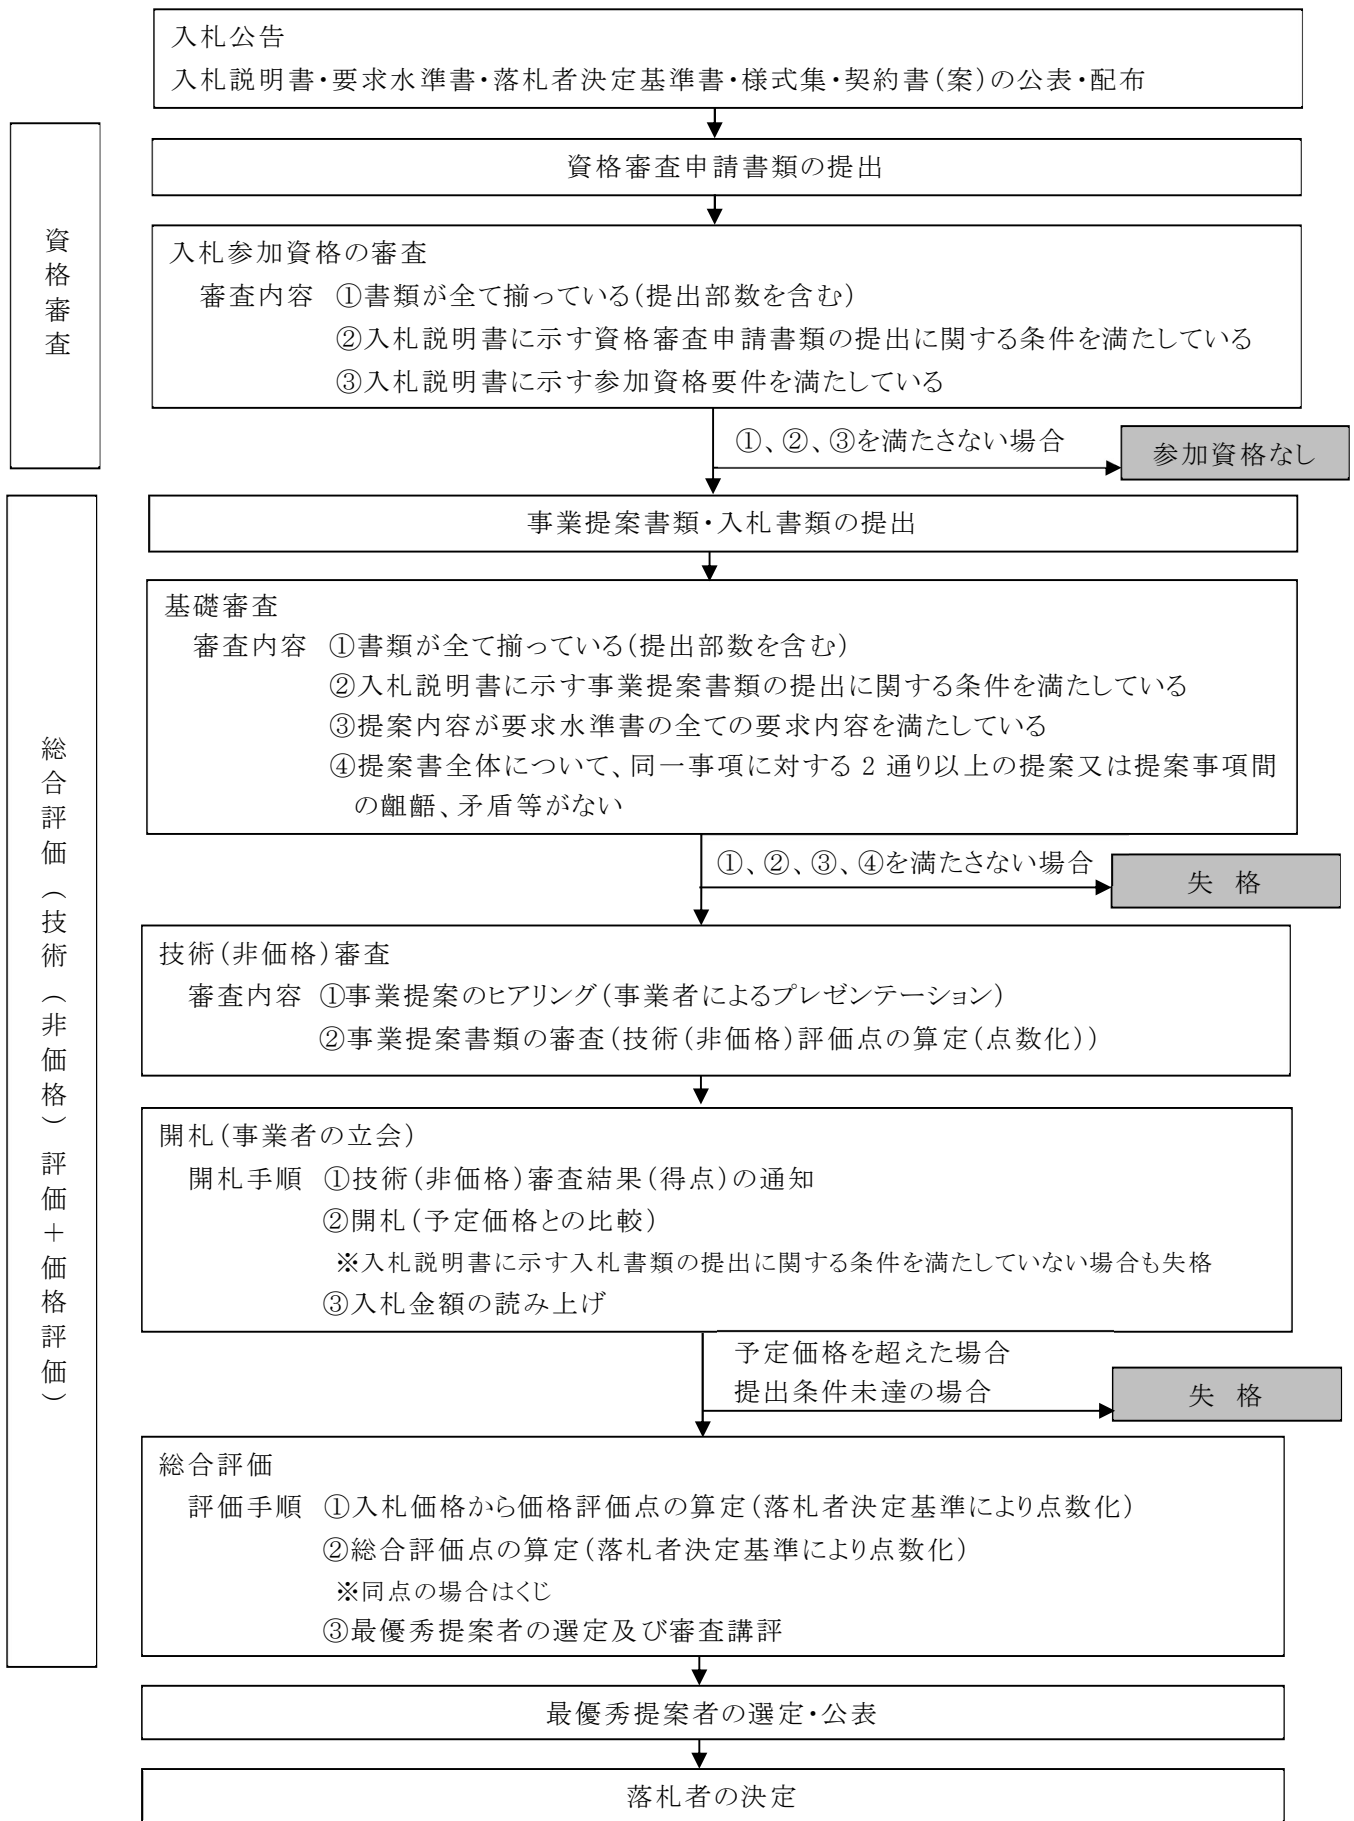 入札公告
入札説明書・要求水準書・落札者決定基準書・様式集・契約書(案)の公表・配布
資格審査
資格審査申請書類の提出
入札参加資格の審査
審査内容 ①書類が全て揃っている(提出部数を含む)
②入札説明書に示す資格審査申請書類の提出に関する条件を満たしている
③入札説明書に示す参加資格要件を満たしている
①、②、③を満たさない場合
参加資格なし
総合評価(技術(非価格)評価+価格評価)
事業提案書類・入札書類の提出
基礎審査
審査内容 ①書類が全て揃っている(提出部数を含む)
②入札説明書に示す事業提案書類の提出に関する条件を満たしている
③提案内容が要求水準書の全ての要求内容を満たしている
④提案書全体について、同一事項に対する 2 通り以上の提案又は提案事項間
の齟齬、矛盾等がない
①、②、③、④を満たさない場合
失 格
技術(非価格)審査
審査内容 ①事業提案のヒアリング(事業者によるプレゼンテーション)
②事業提案書類の審査(技術(非価格)評価点の算定(点数化))
開札(事業者の立会)
開札手順 ①技術(非価格)審査結果(得点)の通知
②開札(予定価格との比較)
※入札説明書に示す入札書類の提出に関する条件を満たしていない場合も失格
③入札金額の読み上げ
予定価格を超えた場合
提出条件未達の場合
失 格
総合評価
評価手順 ①入札価格から価格評価点の算定(落札者決定基準により点数化)
②総合評価点の算定(落札者決定基準により点数化)
※同点の場合はくじ
③最優秀提案者の選定及び審査講評
最優秀提案者の選定・公表
落札者の決定